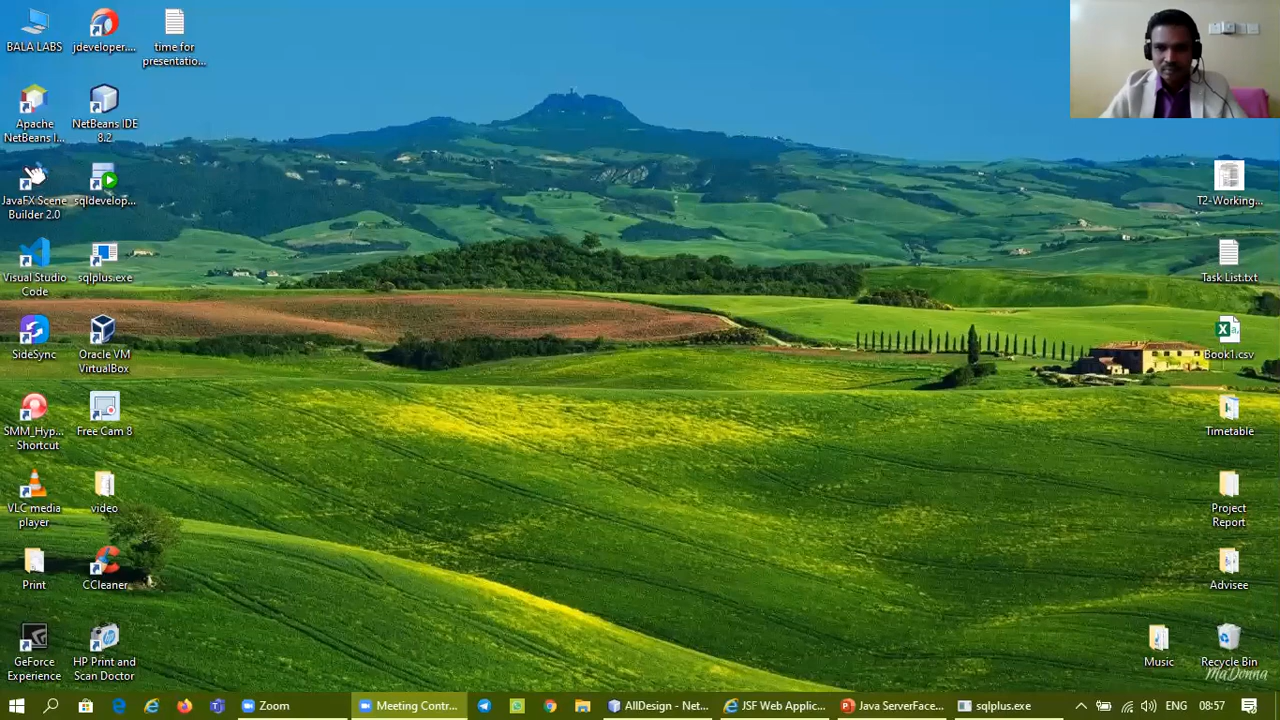 BALA LABS
jdeveloper....
time for
presentatio...
Apache
NetBeans I...
NetBeans IDE
8.2
JavaFX Scene
Builder 2.0
sqldevelop...
Visual Studio
Code
sqlplus.exe
SideSync
Oracle VM
VirtualBox
SMM_Hyp...
- Shortcut
Free Cam 8
VLC media
player
video
Print
CCleaner
GeForce
Experience
HP Print and
Scan Doctor
T2-Working...
Task List.txt
Book1.csv
Timetable
Project
Report
Advisee
Music
Recycle Bin
MaDonna
Zoom
Meeting Contr...
AllDesign - Net...
JSF Web Applic...
Java ServerFace...
sqlplus.exe
ENG
08:57